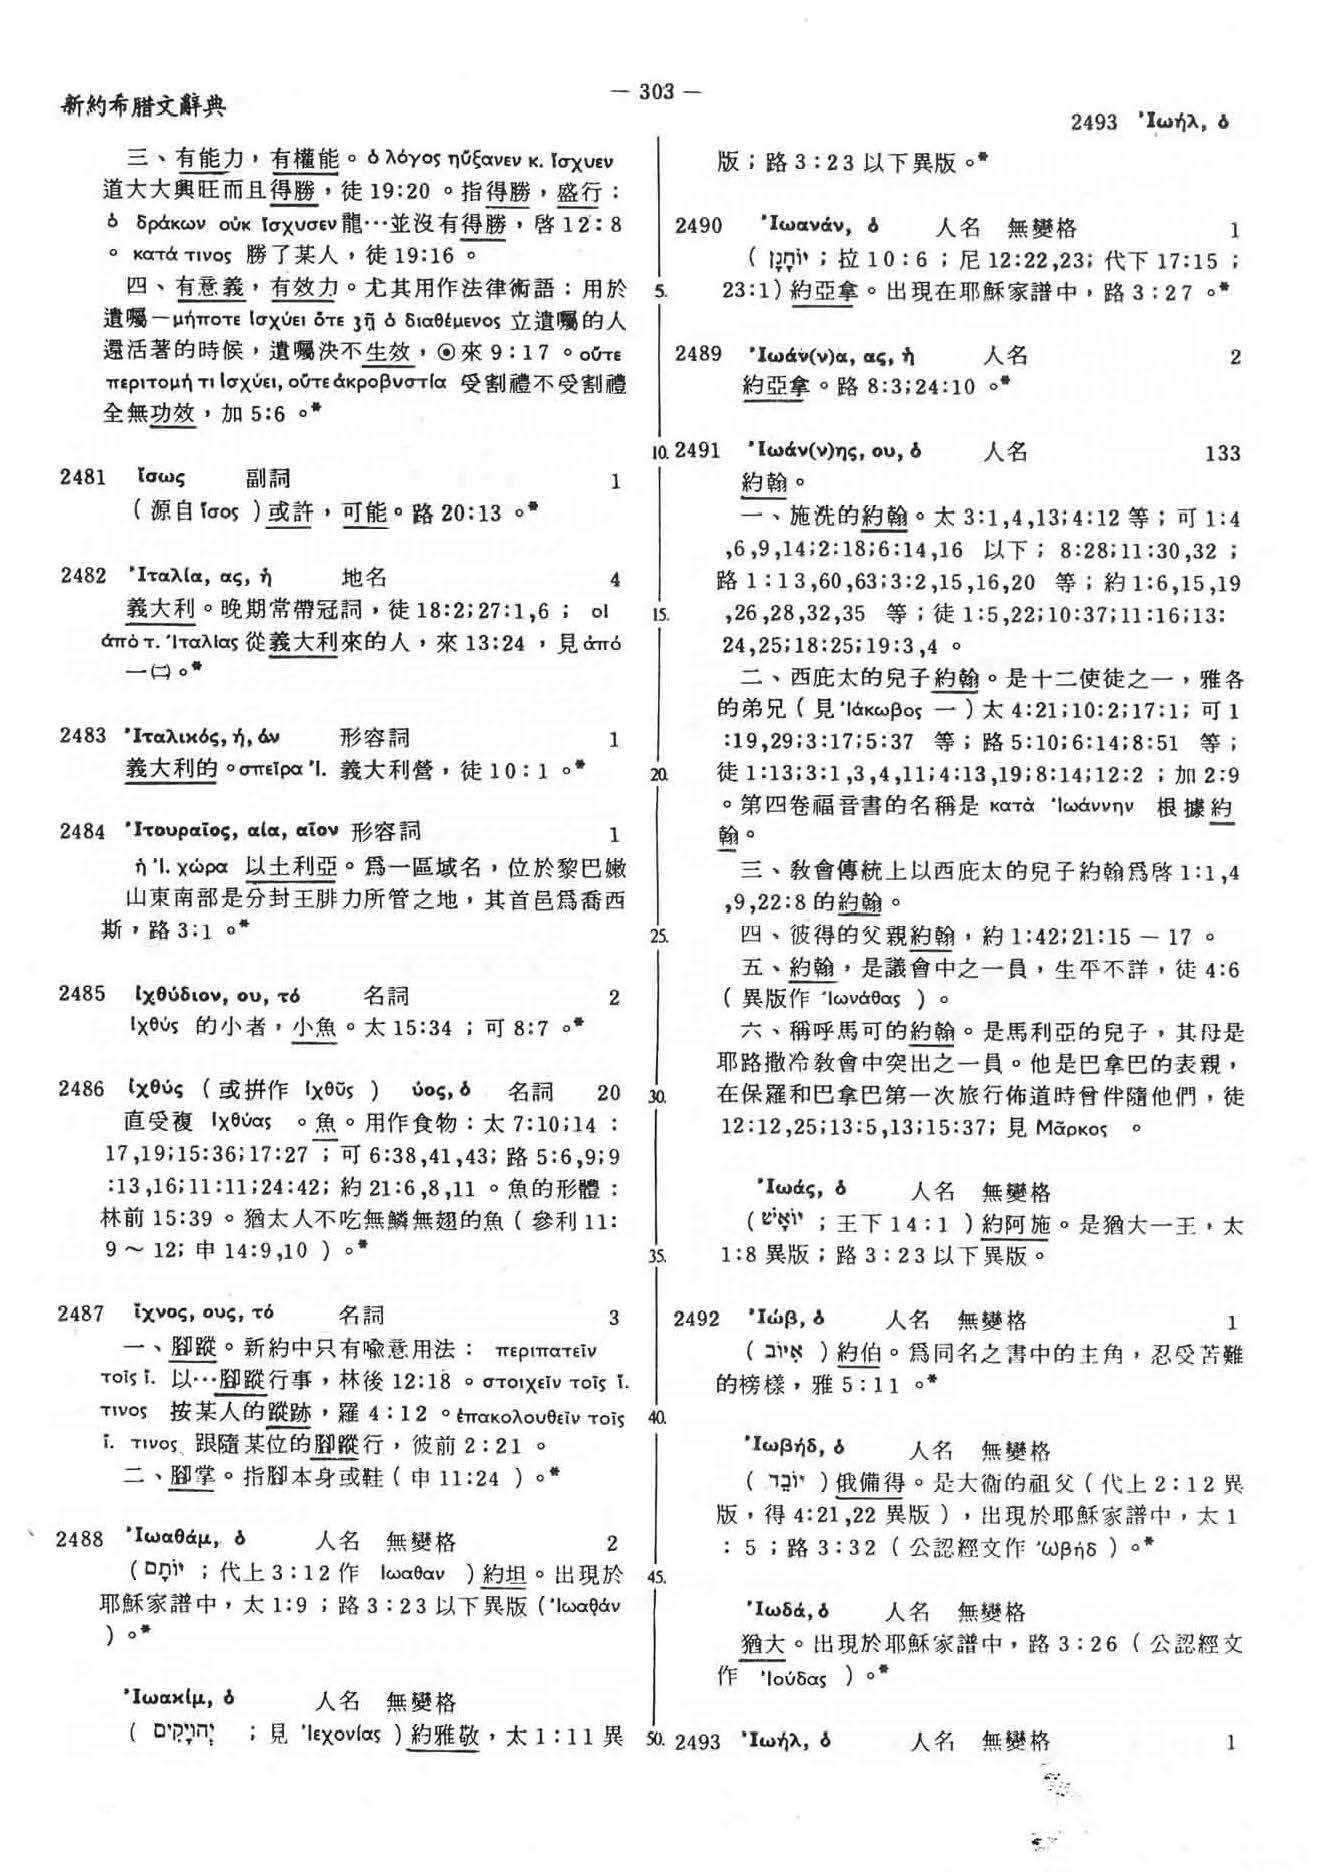 新約希腊文辭典
— 303 —
2493 Ἰωήλ, ὁ
三、有能力，有權能。ὁ λόγος ηὔξανεν κ. ἴσχυεν
道大大興旺而且得勝，徒 19:20 。指得勝，盛行：
ὁ δράκων οὐκ ἴσχυσεν龍…並沒有得勝，啓 12:8
。κατά τινος 勝了某人，徒 19:16 。
四、有意義，有效力。尤其用作法律術語：用於
遺囑－μήποτε ἰσχύει ὅτε ζῇ ὁ διαθέμενος 立遺囑的人
還活著的時候，遺囑決不生效，⊙來 9:17 。οὔτε
περιτομή τι ἰσχύει, οὔτε ἀκροβυστία 受割禮不受割禮
全無功效，加 5:6 。*
2481 ἴσως 副詞 1
（源自ἴσος ）或許，可能。路 20:13 。*
2482 Ἰταλία, ας, ἡ 地名 4
義大利。晚期常帶冠詞，徒 18:2;27:1,6 ； οἱ
ἀπὸ τ. Ἰταλίας 從義大利來的人，來 13:24 ，見 ἀπό
一㈡。*
2483 Ἰταλικός, ή, όν 形容詞 1
義大利的。σπεῖρα Ἰ. 義大利營，徒 10:1 。*
2484 Ἰτουραῖος, αία, αῖον 形容詞 1
ἡ Ἰ. χώρα 以土利亞。爲一區域名，位於黎巴嫩
山東南部是分封王腓力所管之地，其首邑爲喬西
斯，路 3:1 。*
2485 ἰχθύδιον, ου, τό 名詞 2
ἰχθύς 的小者，小魚。太 15:34 ；可 8:7 。*
2486 ἰχθύς （或拼作 ἰχθῦς ） ύος, ὁ 名詞 20
直受複 ἰχθύας 。魚。用作食物：太 7:10;14：
17,19;15:36;17:27 ；可 6:38,41,43; 路 5:6,9;9
:13,16;11:11;24:42; 約 21:6,8,11 。魚的形體：
林前 15:39 。猶太人不吃無鱗無翅的魚（參利 11:
9～12; 申 14:9,10 ）。*
2487 ἴχνος, ους, τό 名詞 3
一、腳蹤。新約中只有喩意用法： περιπατεῖν
τοῖς ἴ. 以…腳蹤行事，林後 12:18 。στοιχεῖν τοῖς ἴ.
τινος 按某人的蹤跡，羅 4:12 。ἐπακολουθεῖν τοῖς
ἴ. τινος 跟隨某位的腳蹤行，彼前 2:21 。
二、腳掌。指腳本身或鞋（申 11:24 ）。*
2488 Ἰωαθάμ, ὁ 人名 無變格 2
（ יוֹתָם ；代上 3:12 作 Ιωαθαν ）約坦。出現於
耶穌家譜中，太 1:9 ；路 3:23 以下異版（Ἰωαθάν
）。*
Ἰωακίμ, ὁ 人名 無變格
（ יְהוֹיָקִים ；見 Ἰεχονίας ）約雅敬，太 1:11 異
5.
10.
15.
20.
25.
30.
35.
40.
45.
50.
版；路 3:23 以下異版。*
2490 Ἰωανάν, ὁ 人名 無變格 1
（ יוֹחָנָן ；拉 10:6 ；尼 12:22,23; 代下 17:15 ；
23:1）約亞拿。出現在耶穌家譜中，路 3:27 。*
2489 Ἰωάν(ν)α, ας, ἡ 人名 2
約亞拿。路 8:3;24:10 。*
2491 Ἰωάν(ν)ης, ου, ὁ 人名 133
約翰。
一、施洗的約翰。太 3:1,4,13;4:12 等；可 1:4
,6,9,14;2:18;6:14,16 以下； 8:28;11:30,32 ；
路 1:13,60,63;3:2,15,16,20 等；約 1:6,15,19
,26,28,32,35 等；徒 1:5,22;10:37;11:16;13:
24,25;18:25;19:3,4 。
二、西庇太的兒子約翰。是十二使徒之一，雅各
的弟兄（見 Ἰάκωβος 一）太 4:21;10:2;17:1; 可 1
:19,29;3:17;5:37 等；路 5:10;6:14;8:51 等；
徒 1:13;3:1,3,4,11;4:13,19;8:14;12:2 ；加 2:9
。第四卷福音書的名稱是 κατὰ Ἰωάννην 根據約
翰。
三、敎會傳統上以西庇太的兒子約翰爲啓 1:1,4
,9,22:8 的約翰。
四、彼得的父親約翰，約 1:42;21:15－17 。
五、約翰，是議會中之一員，生平不詳，徒 4:6
（異版作 Ἰωνάθας ）。
六、稱呼馬可的約翰。是馬利亞的兒子，其母是
耶路撒冷敎會中突出之一員。他是巴拿巴的表親，
在保羅和巴拿巴第一次旅行佈道時曾伴隨他們，徒
12:12,25;13:5,13;15:37; 見 Μᾶρκος 。
Ἰωάς, ὁ 人名 無變格
（ יוֹאָשׁ ；王下 14:1 ）約阿施。是猶大一王，太
1:8 異版；路 3:23 以下異版。
2492 Ἰώβ, ὁ 人名 無變格 1
（ אִיּוֹב ）約伯。爲同名之書中的主角，忍受苦難
的榜樣，雅 5:11 。*
Ἰωβήδ, ὁ 人名 無變格
（ יוֹבֵד ）俄備得。是大衞的祖父（代上 2:12 異
版，得 4:21,22 異版），出現於耶穌家譜中，太 1
：5 ；路 3:32 （公認經文作 Ὠβήδ ）。*
Ἰωδά, ὁ 人名 無變格
猶大。出現於耶穌家譜中，路 3:26 （公認經文
作 Ἰούδας ）。*
2493 Ἰωήλ, ὁ 人名 無變格 1